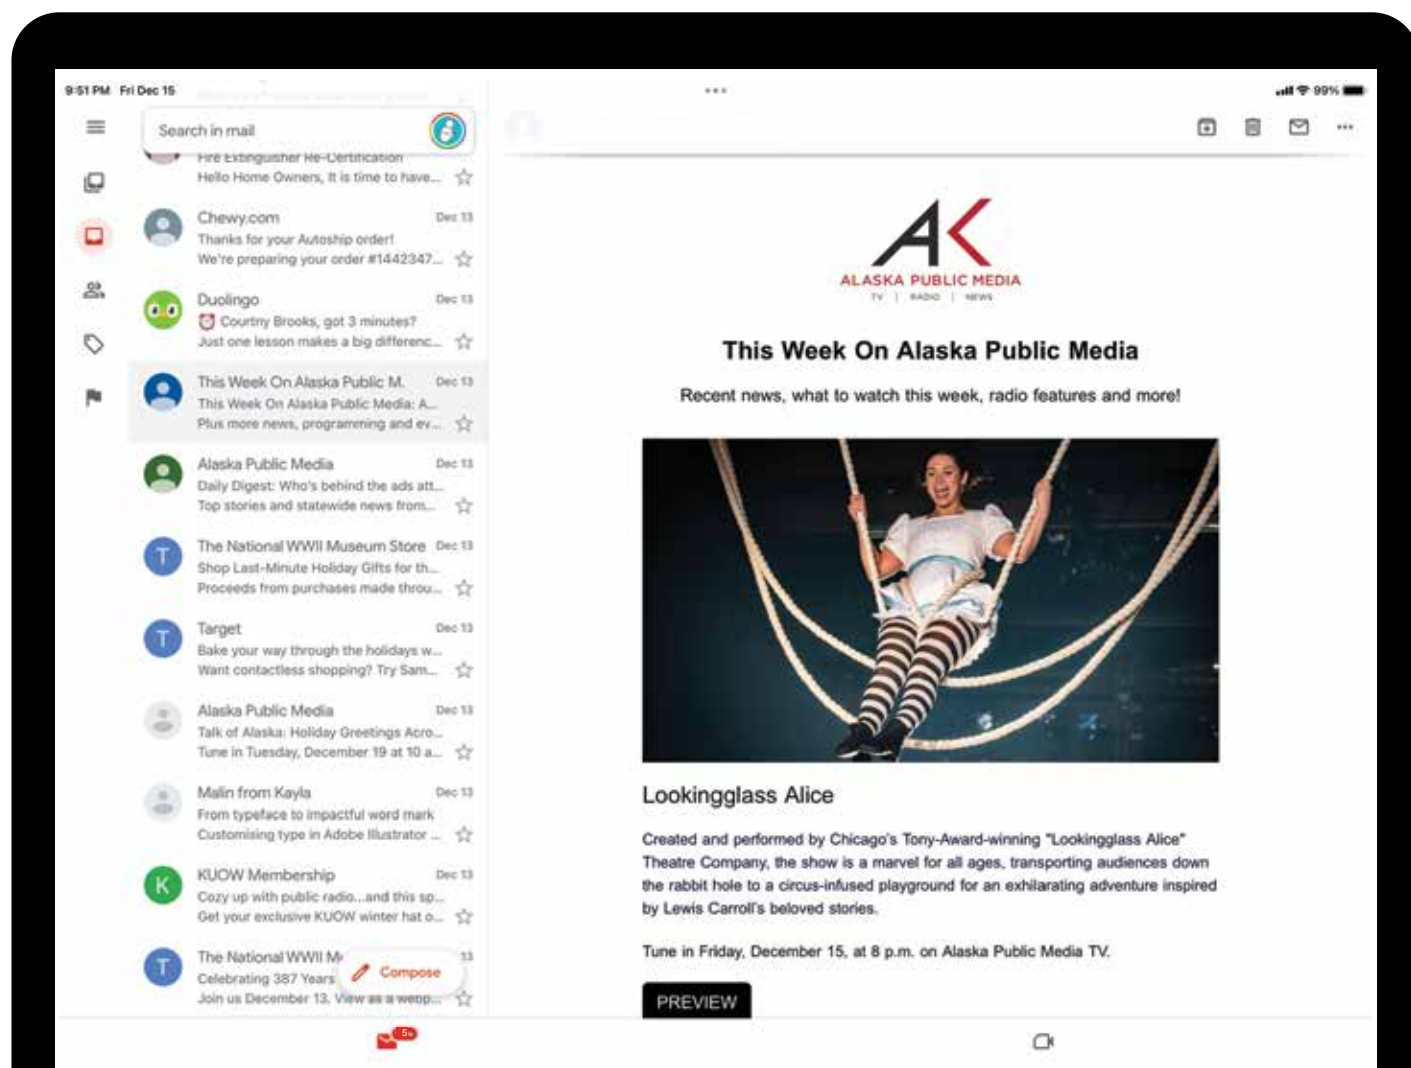 9:51 PM Fri Dec 15
99%
Search in mail
Fire Extinguisher Re-Certification
Hello Home Owners, It is time to have...
Chewy.com Dec 13
Thanks for your Autoship order!
We're preparing your order #1442347...
Duolingo Dec 13
⏰ Courtny Brooks, got 3 minutes?
Just one lesson makes a big differenc...
This Week On Alaska Public M. Dec 13
This Week On Alaska Public Media: A...
Plus more news, programming and ev...
Alaska Public Media Dec 13
Daily Digest: Who's behind the ads att...
Top stories and statewide news from...
T
The National WWII Museum Store Dec 13
Shop Last-Minute Holiday Gifts for th...
Proceeds from purchases made throu...
T
Target Dec 13
Bake your way through the holidays w...
Want contactless shopping? Try Sam...
Alaska Public Media Dec 13
Talk of Alaska: Holiday Greetings Acro...
Tune in Tuesday, December 19 at 10 a...
Malin from Kayla Dec 13
From typeface to impactful word mark
Customising type in Adobe Illustrator ...
K
KUOW Membership Dec 13
Cozy up with public radio...and this sp...
Get your exclusive KUOW winter hat o...
T
The National WWII M 13
Celebrating 387 Years
Join us December 13. View as a webp...
Compose
5+
AK
ALASKA PUBLIC MEDIA
TV | RADIO | NEWS
This Week On Alaska Public Media
Recent news, what to watch this week, radio features and more!
Lookingglass Alice
Created and performed by Chicago's Tony-Award-winning "Lookingglass Alice"
Theatre Company, the show is a marvel for all ages, transporting audiences down
the rabbit hole to a circus-infused playground for an exhilarating adventure inspired
by Lewis Carroll's beloved stories.
Tune in Friday, December 15, at 8 p.m. on Alaska Public Media TV.
PREVIEW